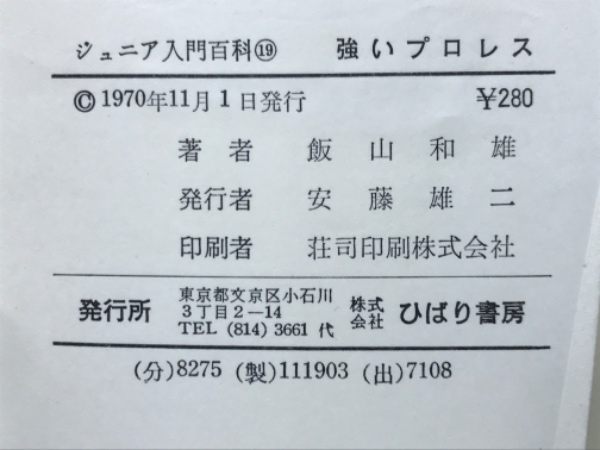 ジュニア入門百科⑲ 強いプロレス
©1970年11月1日発行 ¥280
著者 飯山和雄
発行者 安藤雄二
印刷者 荘司印刷株式会社
発行所 東京都文京区小石川 3丁目2－14 TEL (814) 3661 代 株式会社 ひばり書房
(分)8275 (製)111903 (出)7108